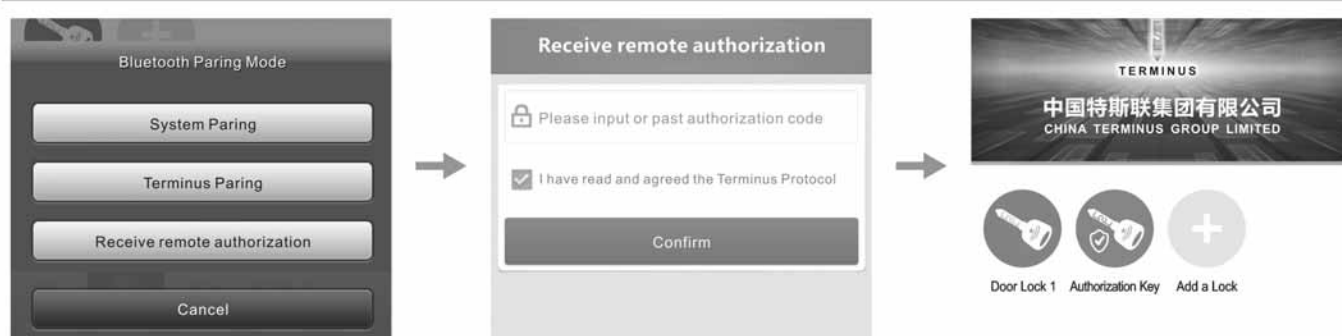 Bluetooth Paring Mode
System Paring
Terminus Paring
Receive remote authorization
Cancel
Receive remote authorization
Please input or past authorization code
I have read and agreed the Terminus Protocol
Confirm
TERMINUS
中国特斯联集团有限公司
CHINA TERMINUS GROUP LIMITED
Door Lock 1 Authorization Key Add a Lock